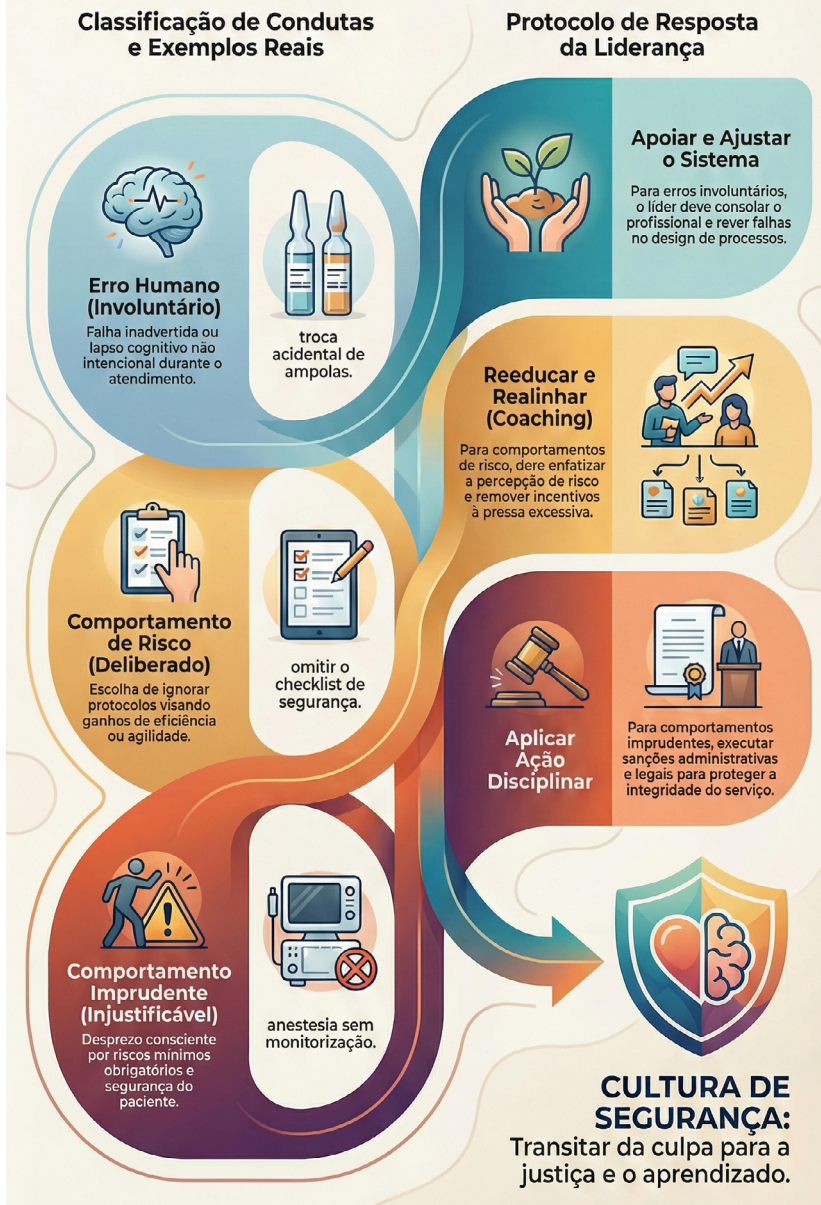 Classificação de Condutas
e Exemplos Reais
Erro Humano
(Involuntário)
Falha inadvertida ou
lapso cognitivo não
intencional durante o
atendimento.
troca
acidental de
ampolas.
Comportamento
de Risco
(Deliberado)
Escolha de ignorar
protocolos visando
ganhos de eficiência
ou agilidade.
omitir o
checklist de
segurança.
Comportamento
Imprudente
(Injustificável)
Desprezo consciente
por riscos mínimos
obrigatórios e
segurança do
paciente.
anestesia sem
monitorização.
Protocolo de Resposta
da Liderança
Apoiar e Ajustar
o Sistema
Para erros involuntários,
o líder deve consolar o
profissional e rever falhas
no design de processos.
Reeducar e
Realinhar
(Coaching)
Para comportamentos
de risco, dere enfatizar
a percepção de risco
e remover incentivos
à pressa excessiva.
Aplicar
Ação
Disciplinar
Para comportamentos
imprudentes, executar
sanções administrativas
e legais para proteger a
integridade do serviço.
CULTURA DE
SEGURANÇA:
Transitar da culpa para a
justiça e o aprendizado.